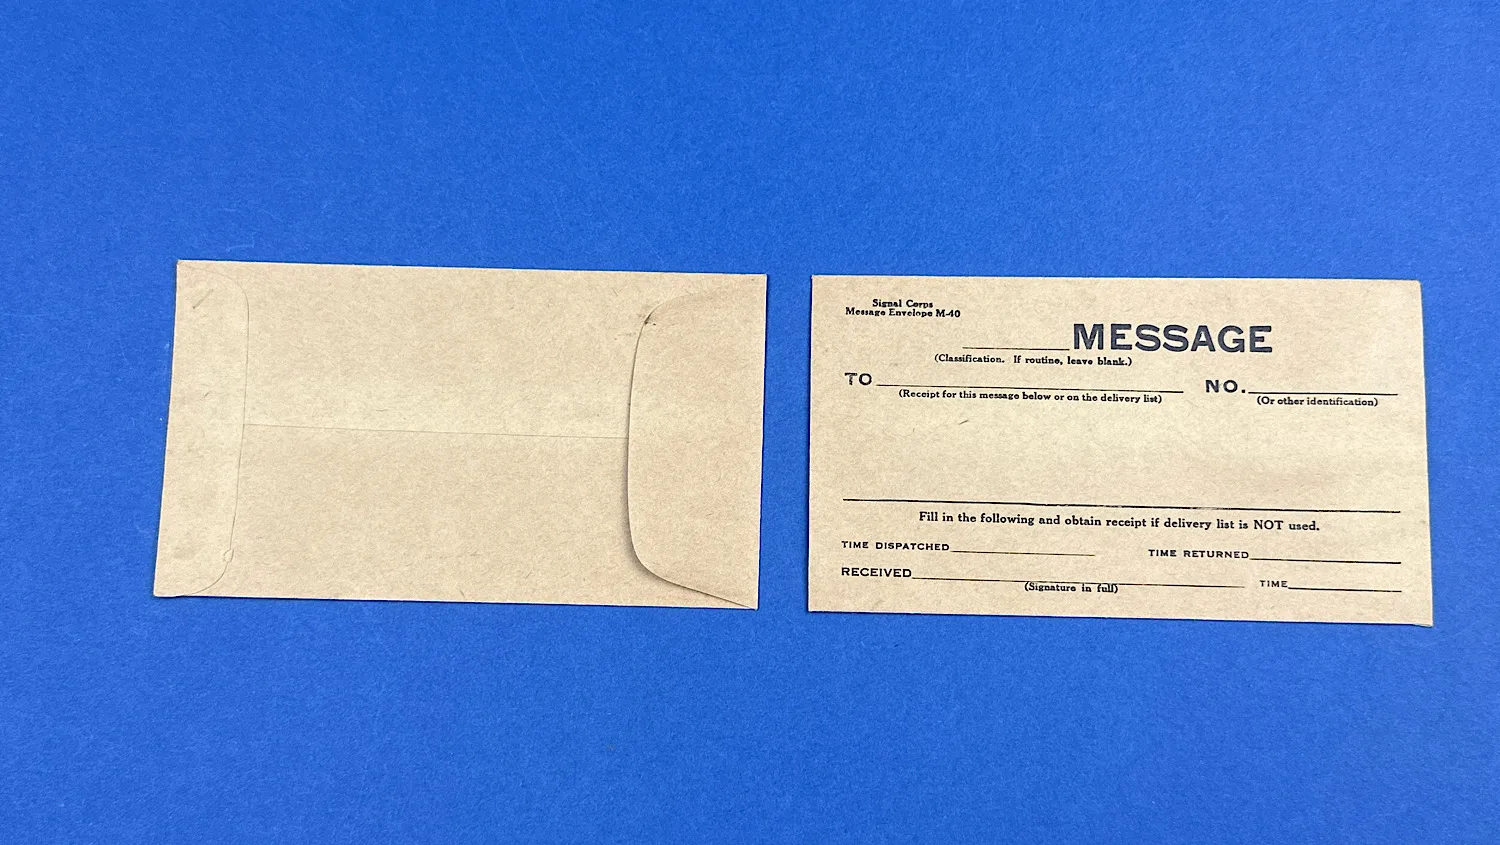 Signal Corps
Message Envelope M-40
MESSAGE
(Classification. If routine, leave blank.)
TO NO.
(Receipt for this message below or on the delivery list) (Or other identification)
Fill in the following and obtain receipt if delivery list is NOT used.
TIME DISPATCHED TIME RETURNED
RECEIVED TIME
(Signature in full)